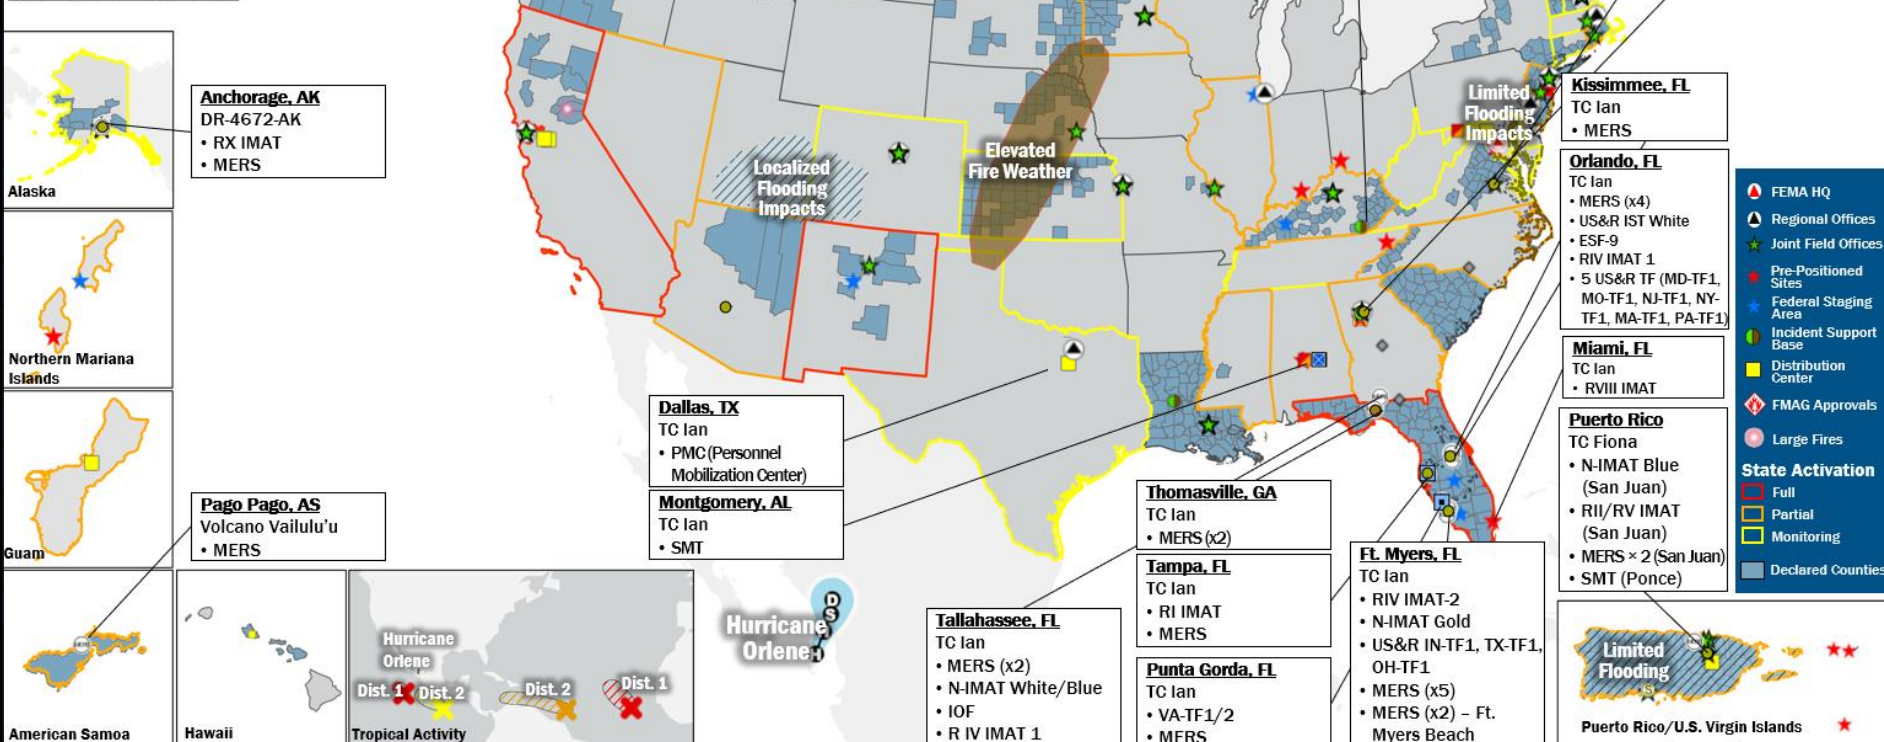 Alaska
Anchorage, AK
DR-4672-AK
• RX IMAT
• MERS
Northern Mariana
Islands
Guam
Pago Pago, AS
Volcano Vailulu'u
• MERS
American Samoa
Hawaii
Hurricane
Orlene
Dist. 1
Dist. 2
Dist. 2
Dist. 1
Tropical Activity
Localized
Flooding
Impacts
Elevated
Fire Weather
Limited
Flooding
Impacts
Dallas, TX
TC Ian
• PMC (Personnel
Mobilization Center)
Montgomery, AL
TC Ian
• SMT
Hurricane
Orlene
D
S
H
Tallahassee, FL
TC Ian
• MERS (x2)
• N-IMAT White/Blue
• IOF
• R IV IMAT 1
Thomasville, GA
TC Ian
• MERS (x2)
Tampa, FL
TC Ian
• RI IMAT
• MERS
Punta Gorda, FL
TC Ian
• VA-TF1/2
• MERS
Ft. Myers, FL
TC Ian
• RIV IMAT-2
• N-IMAT Gold
• US&R IN-TF1, TX-TF1,
OH-TF1
• MERS (x5)
• MERS (x2) – Ft.
Myers Beach
Kissimmee, FL
TC Ian
• MERS
Orlando, FL
TC Ian
• MERS (x4)
• US&R IST White
• ESF-9
• RIV IMAT 1
• 5 US&R TF (MD-TF1,
MO-TF1, NJ-TF1, NY-
TF1, MA-TF1, PA-TF1)
Miami, FL
TC Ian
• RVIII IMAT
Puerto Rico
TC Fiona
• N-IMAT Blue
(San Juan)
• RII/RV IMAT
(San Juan)
• MERS × 2 (San Juan)
• SMT (Ponce)
FEMA HQ
Regional Offices
Joint Field Offices
Pre-Positioned
Sites
Federal Staging
Area
Incident Support
Base
Distribution
Center
FMAG Approvals
Large Fires
State Activation
Full
Partial
Monitoring
Declared Counties
Limited
Flooding
S
Puerto Rico/U.S. Virgin Islands